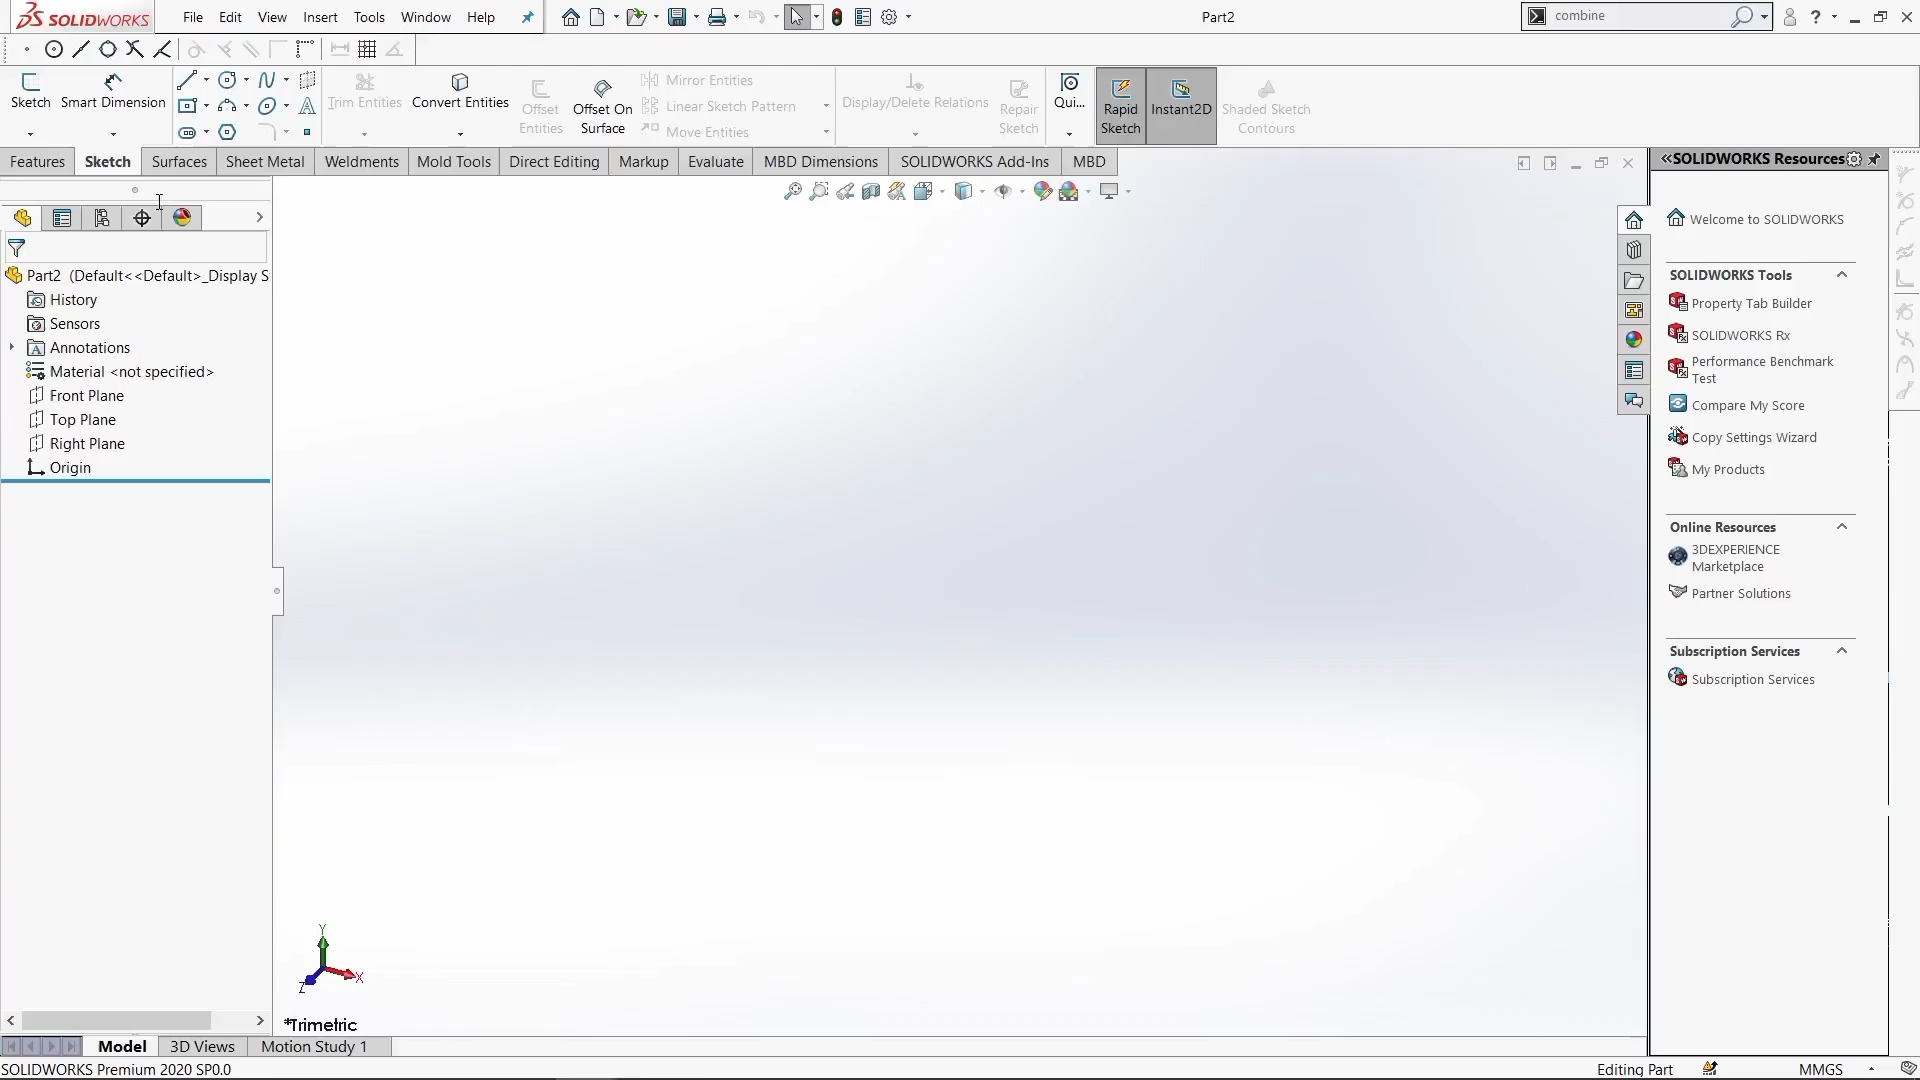 SOLIDWORKS File Edit View Insert Tools Window Help Part2 combine ?
Sketch Smart Dimension Trim Entities Convert Entities Offset Entities Offset On Surface Mirror Entities Linear Sketch Pattern Move Entities Display/Delete Relations Repair Sketch Qui... Rapid Sketch Instant2D Shaded Sketch Contours
Features Sketch Surfaces Sheet Metal Weldments Mold Tools Direct Editing Markup Evaluate MBD Dimensions SOLIDWORKS Add-Ins MBD
Part2 (Default<<Default>_Display S
History
Sensors
Annotations
Material <not specified>
Front Plane
Top Plane
Right Plane
Origin
Y
X
Z
*Trimetric
SOLIDWORKS Resources
Welcome to SOLIDWORKS
SOLIDWORKS Tools
Property Tab Builder
SOLIDWORKS Rx
Performance Benchmark
Test
Compare My Score
Copy Settings Wizard
My Products
Online Resources
3DEXPERIENCE
Marketplace
Partner Solutions
Subscription Services
Subscription Services
Model 3D Views Motion Study 1
SOLIDWORKS Premium 2020 SP0.0 Editing Part MMGS